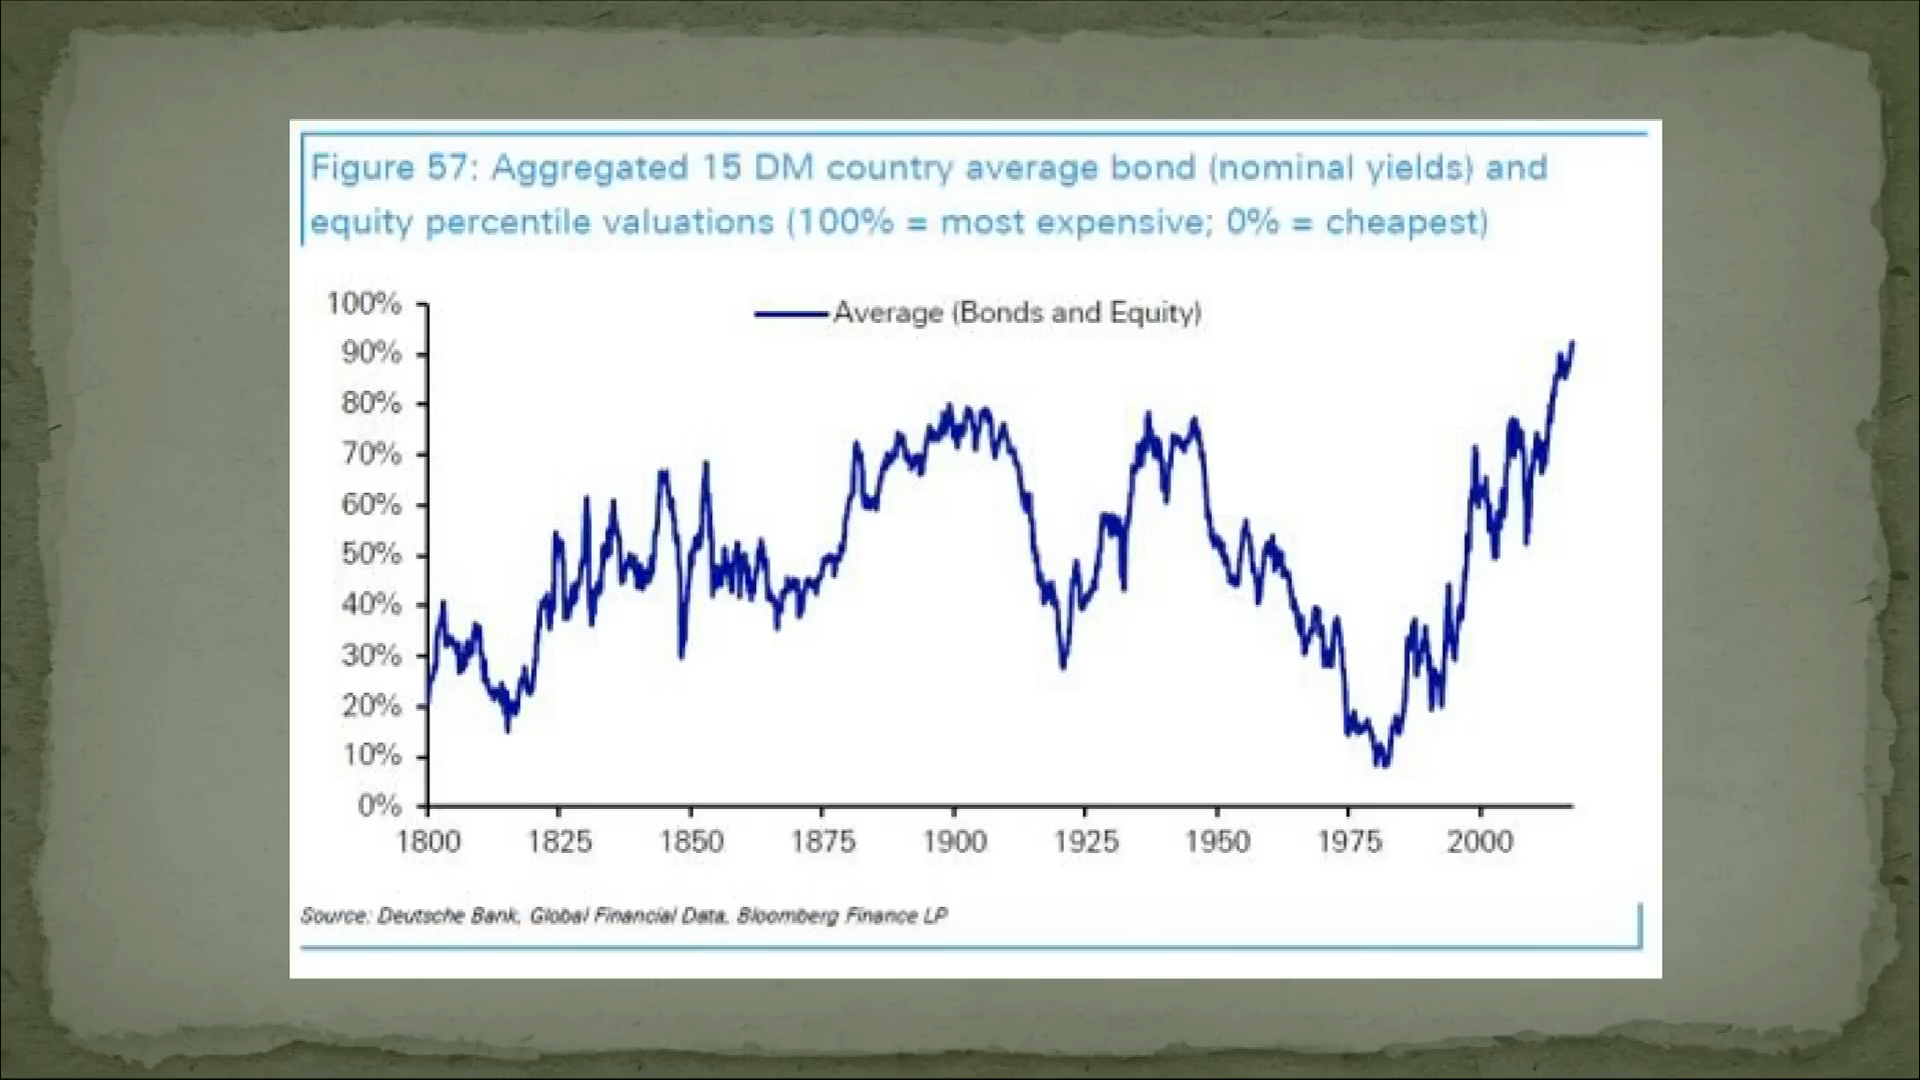 Figure 57: Aggregated 15 DM country average bond (nominal yields) and
equity percentile valuations (100% = most expensive; 0% = cheapest)
Average (Bonds and Equity)
100%
90%
80%
70%
60%
50%
40%
30%
20%
10%
0%
1800 1825 1850 1875 1900 1925 1950 1975 2000
Source: Deutsche Bank, Global Financial Data, Bloomberg Finance LP